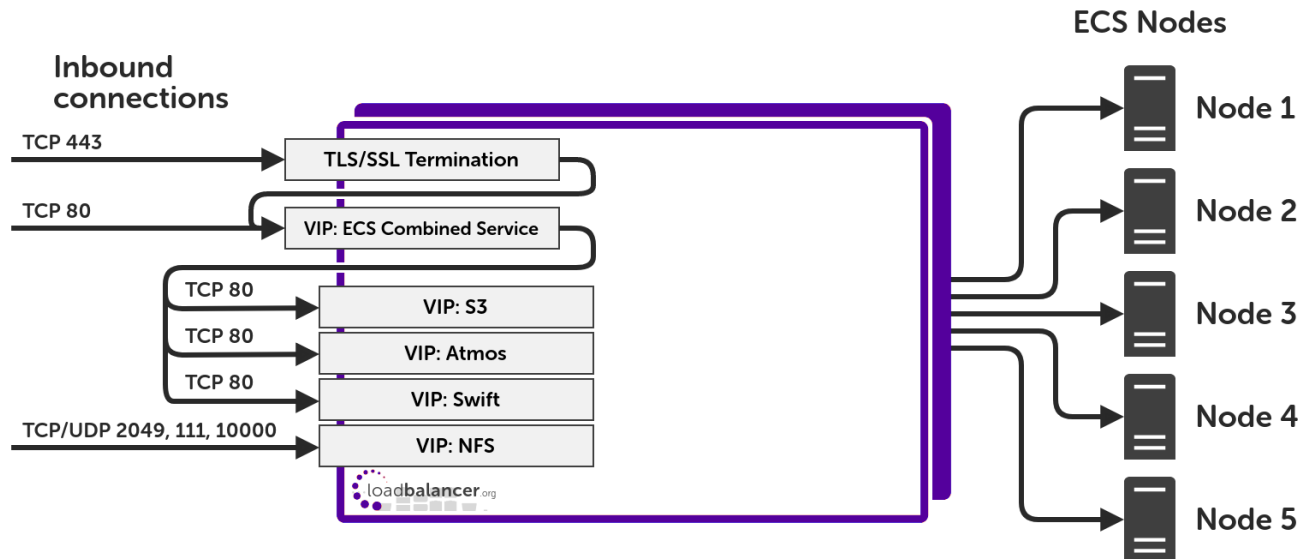 ECS Nodes
Inbound
connections
TCP 443
TLS/SSL Termination
TCP 80
VIP: ECS Combined Service
TCP 80
VIP: S3
TCP 80
VIP: Atmos
TCP 80
VIP: Swift
TCP/UDP 2049, 111, 10000
VIP: NFS
loadbalancer.org
Node 1
Node 2
Node 3
Node 4
Node 5